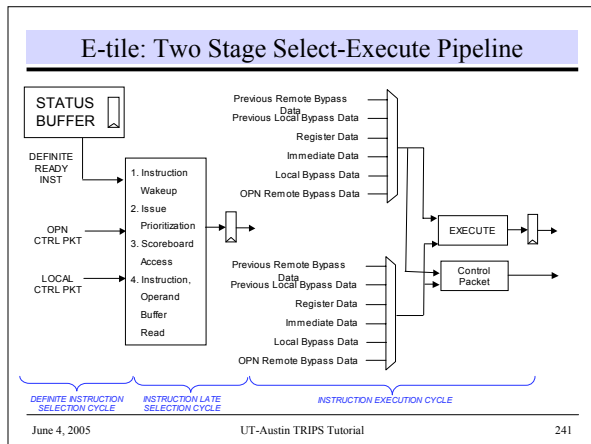 E-tile: Two Stage Select-Execute Pipeline
STATUS
BUFFER
DEFINITE
READY
INST
OPN
CTRL PKT
LOCAL
CTRL PKT
1. Instruction
Wakeup
2. Issue
Prioritization
3. Scoreboard
Access
4. Instruction,
Operand
Buffer
Read
Previous Remote Bypass
Data
Previous Local Bypass Data
Register Data
Immediate Data
Local Bypass Data
OPN Remote Bypass Data
Previous Remote Bypass
Data
Previous Local Bypass Data
Register Data
Immediate Data
Local Bypass Data
OPN Remote Bypass Data
EXECUTE
Control
Packet
DEFINITE INSTRUCTION
SELECTION CYCLE
INSTRUCTION LATE
SELECTION CYCLE
INSTRUCTION EXECUTION CYCLE
June 4, 2005
UT-Austin TRIPS Tutorial
241